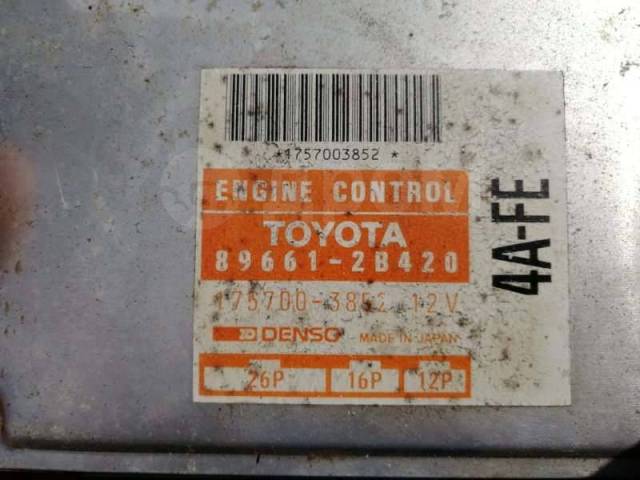 *1757003852 *
ENGINE CONTROL
TOYOTA
89661-2B420
175700-3852 12V
DENSO MADE IN JAPAN
26P 16P 12P
4A-FE